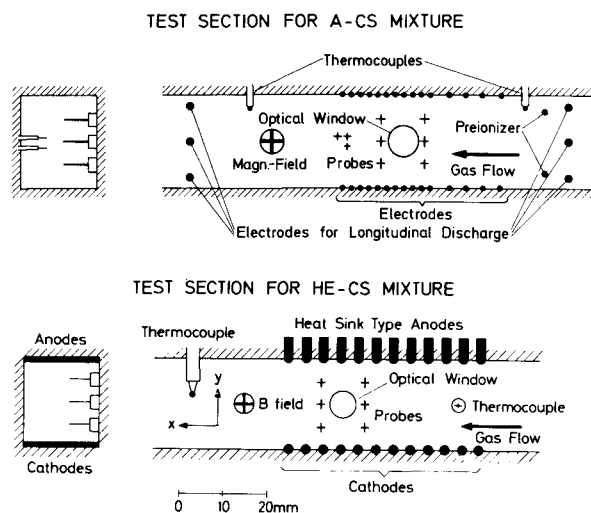 TEST SECTION FOR A-CS MIXTURE
Thermocouples
Optical Window
Preionizer
Magn.-Field
Probes
Gas Flow
Electrodes
Electrodes for Longitudinal Discharge
TEST SECTION FOR HE-CS MIXTURE
Anodes
Thermocouple
Heat Sink Type Anodes
y
Optical Window
x
B field
Probes
Thermocouple
Gas Flow
Cathodes
Cathodes
0 10 20mm